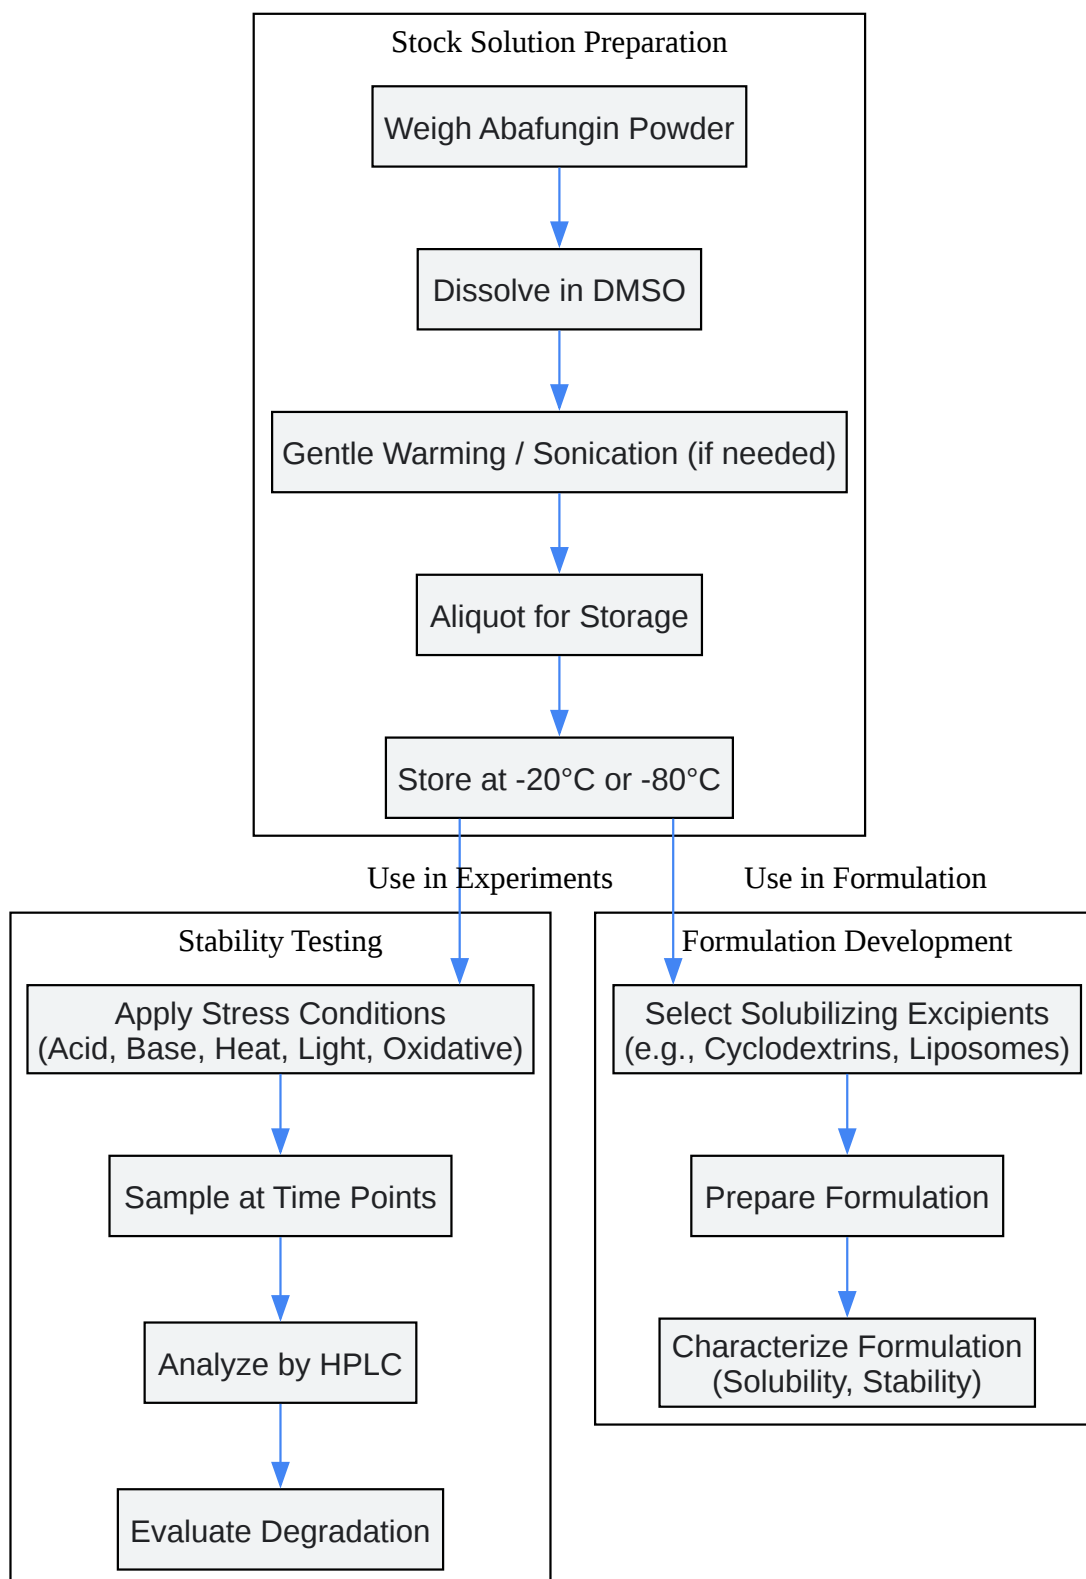 Stock Solution Preparation
Weigh Abafungin Powder
Dissolve in DMSO
Gentle Warming / Sonication (if needed)
Aliquot for Storage
Store at -20°C or -80°C
Use in Experiments
Use in Formulation
Stability Testing
Apply Stress Conditions
(Acid, Base, Heat, Light, Oxidative)
Sample at Time Points
Analyze by HPLC
Evaluate Degradation
Formulation Development
Select Solubilizing Excipients
(e.g., Cyclodextrins, Liposomes)
Prepare Formulation
Characterize Formulation
(Solubility, Stability)